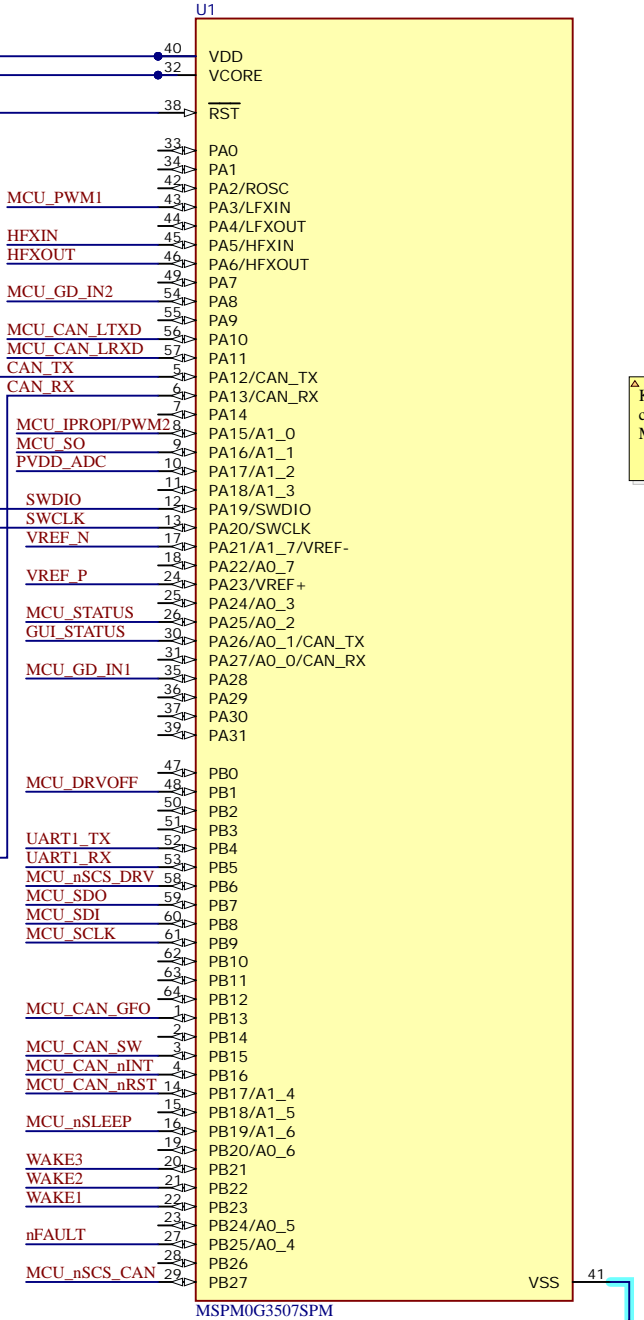 U1
40 VDD
32 VCORE
38 RST
33 PA0
34 PA1
42 PA2/ROSC
MCU_PWM1 43 PA3/LFXIN
44 PA4/LFXOUT
HFXIN 45 PA5/HFXIN
HFXOUT 46 PA6/HFXOUT
49 PA7
MCU_GD_IN2 54 PA8
55 PA9
MCU_CAN_LTXD 56 PA10
MCU_CAN_LRXD 57 PA11
CAN_TX 5 PA12/CAN_TX
CAN_RX 6 PA13/CAN_RX
7 PA14
MCU_IPROPI/PWM2 8 PA15/A1_0
MCU_SO 9 PA16/A1_1
PVDD_ADC 10 PA17/A1_2
11 PA18/A1_3
SWDIO 12 PA19/SWDIO
SWCLK 13 PA20/SWCLK
VREF_N 17 PA21/A1_7/VREF-
18 PA22/A0_7
VREF_P 24 PA23/VREF+
25 PA24/A0_3
MCU_STATUS 26 PA25/A0_2
GUI_STATUS 30 PA26/A0_1/CAN_TX
31 PA27/A0_0/CAN_RX
MCU_GD_IN1 35 PA28
36 PA29
37 PA30
39 PA31
47 PB0
MCU_DRVOFF 48 PB1
50 PB2
51 PB3
UART1_TX 52 PB4
UART1_RX 53 PB5
MCU_nSCS_DRV 58 PB6
MCU_SDO 59 PB7
MCU_SDI 60 PB8
MCU_SCLK 61 PB9
62 PB10
63 PB11
64 PB12
MCU_CAN_GFO 1 PB13
2 PB14
MCU_CAN_SW 3 PB15
MCU_CAN_nINT 4 PB16
MCU_CAN_nRST 14 PB17/A1_4
15 PB18/A1_5
MCU_nSLEEP 16 PB19/A1_6
19 PB20/A0_6
WAKE3 20 PB21
WAKE2 21 PB22
WAKE1 22 PB23
23 PB24/A0_5
nFAULT 27 PB25/A0_4
28 PB26
MCU_nSCS_CAN 29 PB27
VSS 41
MSPM0G3507SPM